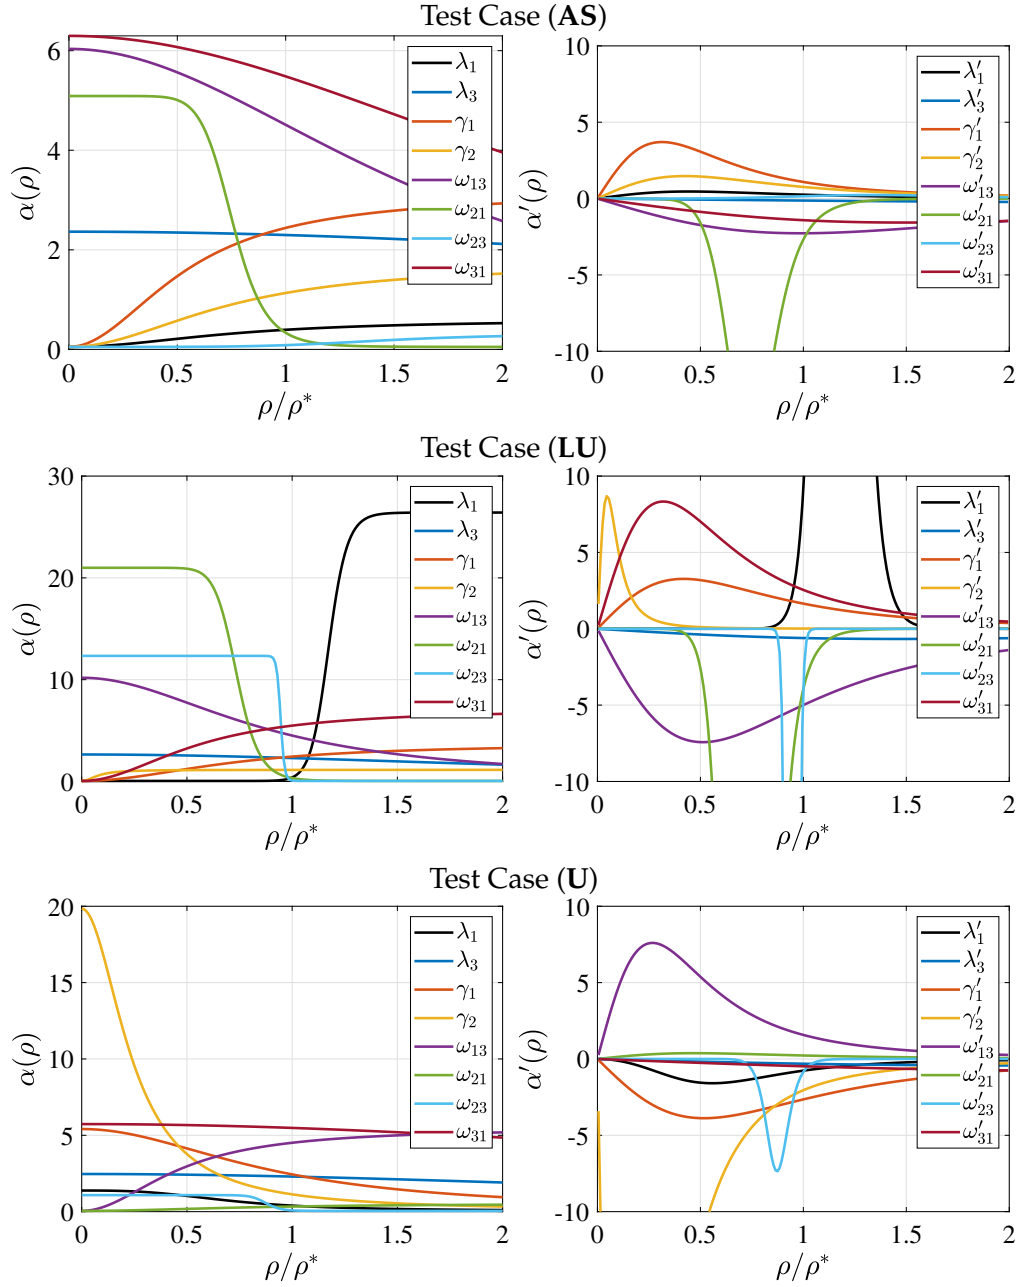 Test Case (AS)
α(ρ)
6
4
2
0
0
0.5
1
1.5
2
ρ/ρ*
λ₁
λ₃
γ₁
γ₂
ω₁₃
ω₂₁
ω₂₃
ω₃₁
α′(ρ)
10
5
0
-5
-10
0
0.5
1
1.5
2
ρ/ρ*
λ′₁
λ′₃
γ′₁
γ′₂
ω′₁₃
ω′₂₁
ω′₂₃
ω′₃₁
Test Case (LU)
α(ρ)
30
20
10
0
0
0.5
1
1.5
2
ρ/ρ*
λ₁
λ₃
γ₁
γ₂
ω₁₃
ω₂₁
ω₂₃
ω₃₁
α′(ρ)
10
5
0
-5
-10
0
0.5
1
1.5
2
ρ/ρ*
λ′₁
λ′₃
γ′₁
γ′₂
ω′₁₃
ω′₂₁
ω′₂₃
ω′₃₁
Test Case (U)
α(ρ)
20
15
10
5
0
0
0.5
1
1.5
2
ρ/ρ*
λ₁
λ₃
γ₁
γ₂
ω₁₃
ω₂₁
ω₂₃
ω₃₁
α′(ρ)
10
5
0
-5
-10
0
0.5
1
1.5
2
ρ/ρ*
λ′₁
λ′₃
γ′₁
γ′₂
ω′₁₃
ω′₂₁
ω′₂₃
ω′₃₁